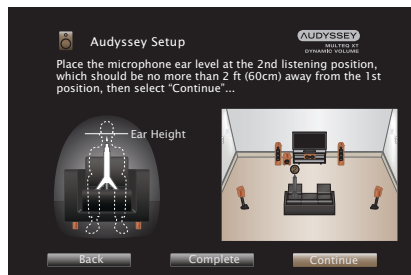 Audyssey Setup
AUDYSSEY
MULTEQ XT
DYNAMIC VOLUME
Place the microphone ear level at the 2nd listening position,
which should be no more than 2 ft (60cm) away from the 1st
position, then select “Continue”...
Ear Height
Back
Complete
Continue